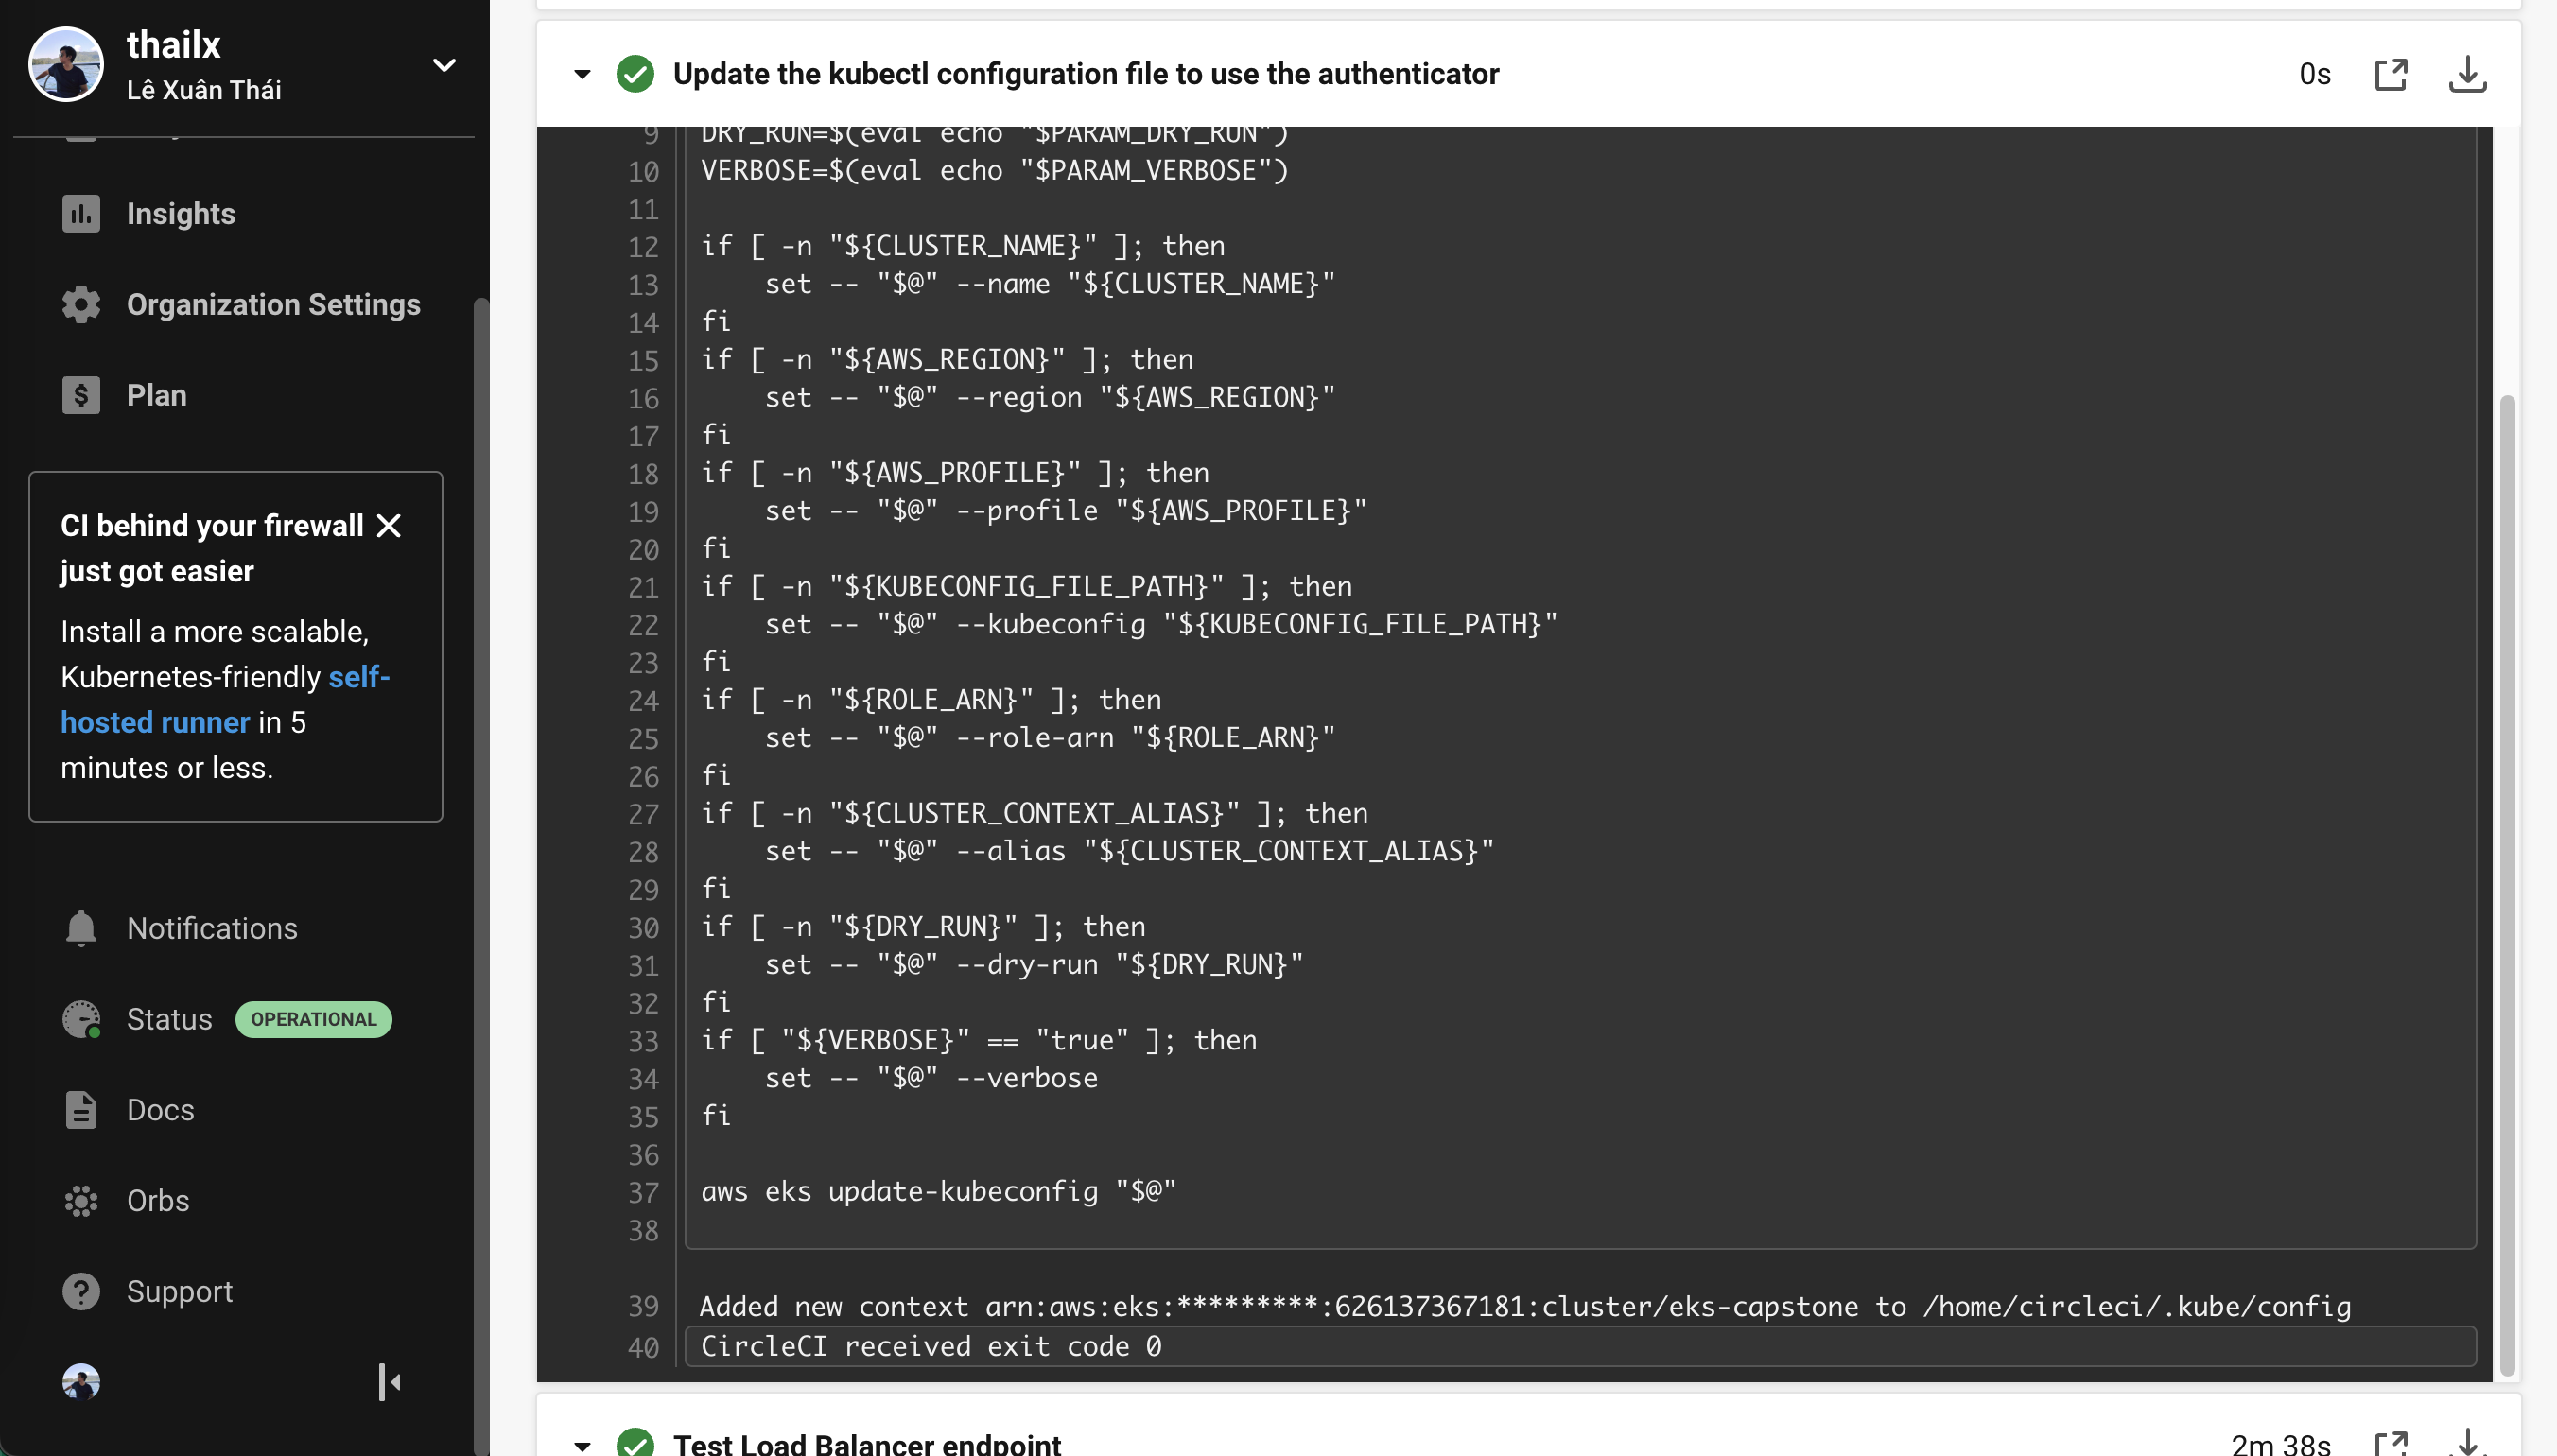 thailx
Lê Xuân Thái
Insights
Organization Settings
Plan
CI behind your firewall
just got easier
Install a more scalable,
Kubernetes-friendly self-
hosted runner in 5
minutes or less.
Notifications
Status OPERATIONAL
Docs
Orbs
Support
Update the kubectl configuration file to use the authenticator 0s
9 DRY_RUN=$(eval echo "$PARAM_DRY_RUN")
10 VERBOSE=$(eval echo "$PARAM_VERBOSE")
11
12 if [ -n "${CLUSTER_NAME}" ]; then
13     set -- "$@" --name "${CLUSTER_NAME}"
14 fi
15 if [ -n "${AWS_REGION}" ]; then
16     set -- "$@" --region "${AWS_REGION}"
17 fi
18 if [ -n "${AWS_PROFILE}" ]; then
19     set -- "$@" --profile "${AWS_PROFILE}"
20 fi
21 if [ -n "${KUBECONFIG_FILE_PATH}" ]; then
22     set -- "$@" --kubeconfig "${KUBECONFIG_FILE_PATH}"
23 fi
24 if [ -n "${ROLE_ARN}" ]; then
25     set -- "$@" --role-arn "${ROLE_ARN}"
26 fi
27 if [ -n "${CLUSTER_CONTEXT_ALIAS}" ]; then
28     set -- "$@" --alias "${CLUSTER_CONTEXT_ALIAS}"
29 fi
30 if [ -n "${DRY_RUN}" ]; then
31     set -- "$@" --dry-run "${DRY_RUN}"
32 fi
33 if [ "${VERBOSE}" == "true" ]; then
34     set -- "$@" --verbose
35 fi
36
37 aws eks update-kubeconfig "$@"
38
39 Added new context arn:aws:eks:*********:626137367181:cluster/eks-capstone to /home/circleci/.kube/config
40 CircleCI received exit code 0
Test Load Balancer endpoint 2m 38s